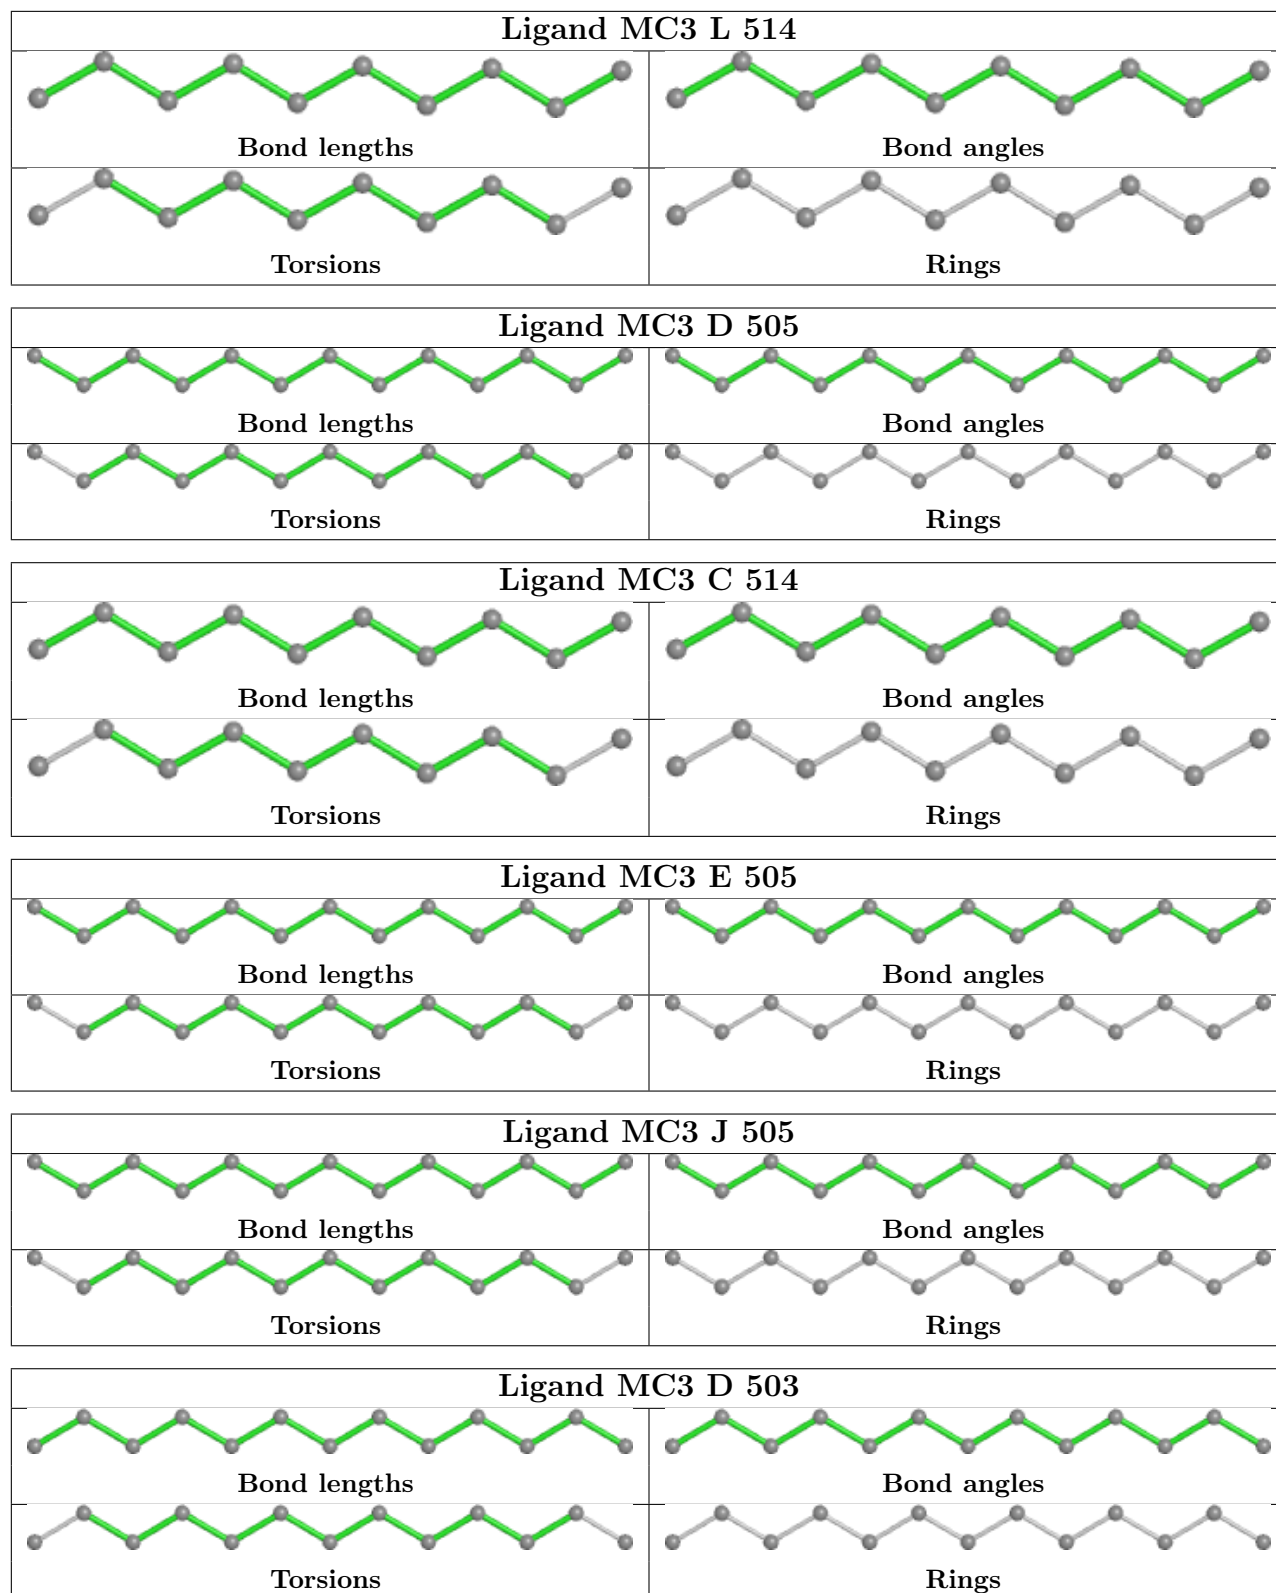 Ligand MC3 L 514
Bond lengths Bond angles
Torsions Rings
Ligand MC3 D 505
Bond lengths Bond angles
Torsions Rings
Ligand MC3 C 514
Bond lengths Bond angles
Torsions Rings
Ligand MC3 E 505
Bond lengths Bond angles
Torsions Rings
Ligand MC3 J 505
Bond lengths Bond angles
Torsions Rings
Ligand MC3 D 503
Bond lengths Bond angles
Torsions Rings